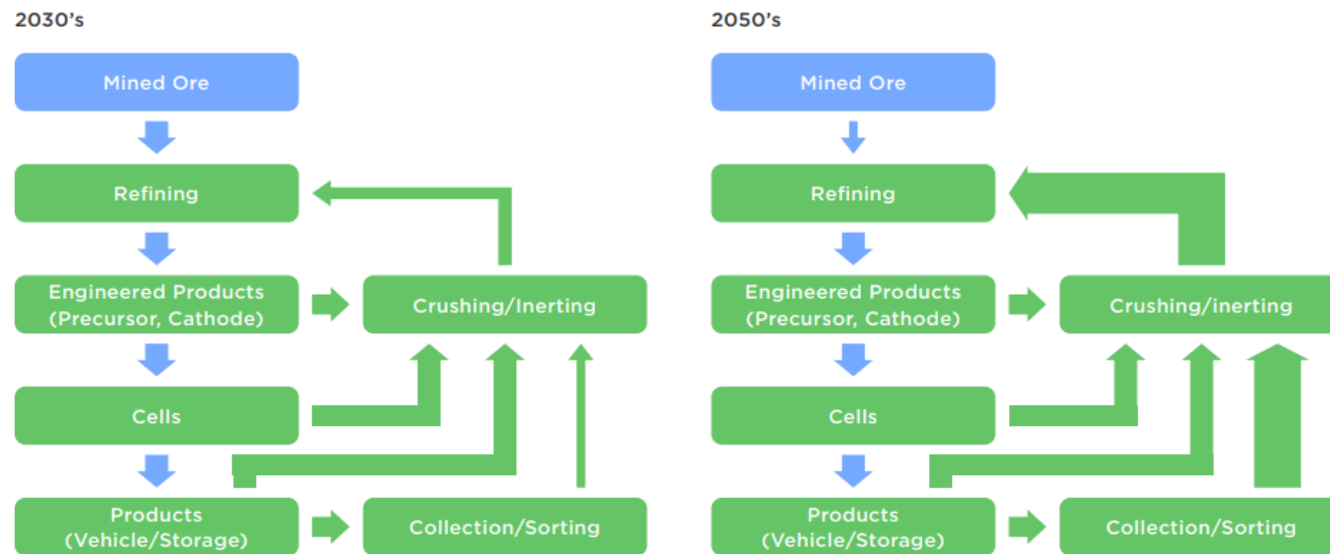 2030's
Mined Ore
Refining
Engineered Products
(Precursor, Cathode)
Crushing/Inerting
Cells
Products
(Vehicle/Storage)
Collection/Sorting
2050's
Mined Ore
Refining
Engineered Products
(Precursor, Cathode)
Crushing/inerting
Cells
Products
(Vehicle/Storage)
Collection/Sorting